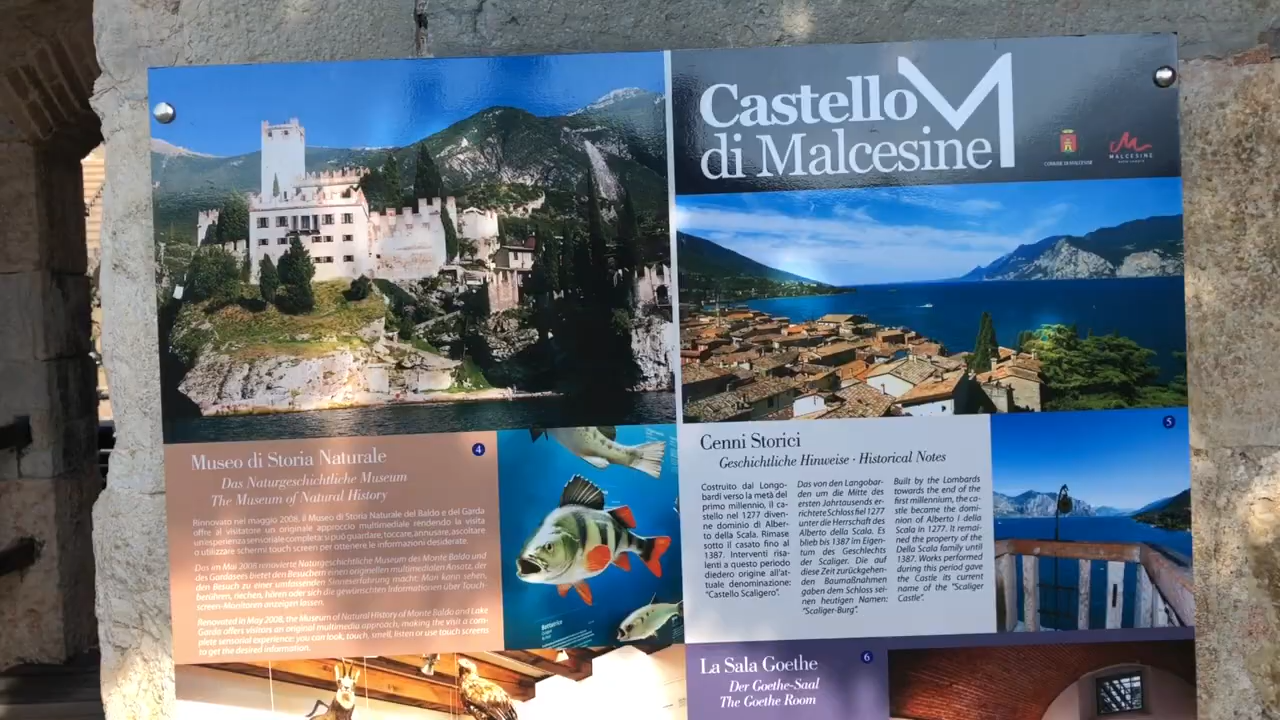 Castello
di Malcesine
COMUNE DI MALCESINE
MALCESINE
Museo di Storia Naturale
4
Das Naturgeschichtliche Museum
The Museum of Natural History
Rinnovato nel maggio 2008, il Museo di Storia Naturale del Baldo e del Garda
offre al visitatore un original approccio multimediale rendendo la visita
un'esperienza sensoriale completa: si può guardare, toccare, annusare, ascoltare
o utilizzare schermi touch screen per ottenere le informazioni desiderate.
Das im Mai 2008 renovierte Naturgeschichtliche Museum des Monte Baldo und
des Gardasees bietet den Besuchern einen originellen multimedialen Ansatz, der
den Besuch zu einer umfassenden Sinneserfahrung macht: Man kann sehen,
berühren, riechen, hören oder sich die gewünschten Informationen über Touch-
screen-Monitoren anzeigen lassen.
Renovated in May 2008, the Museum of Natural History of Monte Baldo and Lake
Garda offers visitors an original multimedia approach, making the visit a com-
plete sensorial experience: you can look, touch, smell, listen or use touch screens
to get the desired information.
Cenni Storici
5
Geschichtliche Hinweise - Historical Notes
Costruito dal Longo-
bardi verso la metà del
primo millennio, il ca-
stello nel 1277 diven-
ne dominio di Alber-
to della Scala. Rimase
sotto il casato fino al
1387. Interventi risa-
lenti a questo periodo
diedero origine all'at-
tuale denominazione:
"Castello Scaligero".
Das von den Langobar-
den um die Mitte des
ersten Jahrtausends er-
richtete Schloss fiel 1277
unter die Herrschaft des
Alberto della Scala. Es
blieb bis 1387 im Eigen-
tum des Geschlechts
der Scaliger. Die auf
diese Zeit zurückgehen-
den Baumaßnahmen
gaben dem Schloss sei-
nen heutigen Namen:
"Scaliger-Burg".
Built by the Lombards
towards the end of the
first millennium, the ca-
stle became the domi-
nion of Alberto I della
Scala in 1277. It remai-
ned the property of the
Della Scala family until
1387. Works performed
during this period gave
the Castle its current
name of the "Scaliger
Castle".
La Sala Goethe
6
Der Goethe-Saal
The Goethe Room